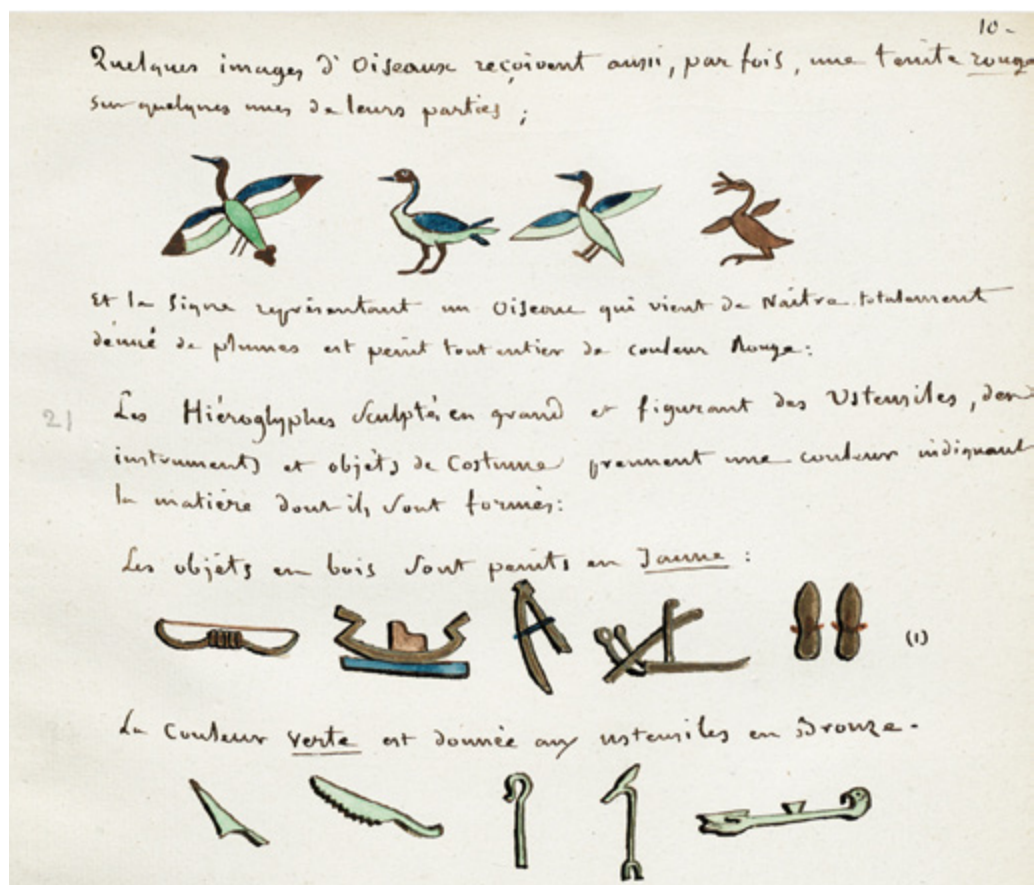 10-
Quelques images d'Oiseaux reçoivent aussi, par fois, une teinte rouge
sur quelques unes de leurs parties;
Et le signe représentant un Oiseau qui vient de Naître totalement
dénué de plumes est peint tout entier de couleur Rouge:
21
Les Hiéroglyphes sculptés en grand et figurant des Ustensiles, des
instruments et objets de Costume prennent une couleur indiquant
la matière dont ils sont formés:
Les objéts en bois sont peints en Jaune:
(1)
La Couleur verte est donnée aux ustensiles en Bronze.